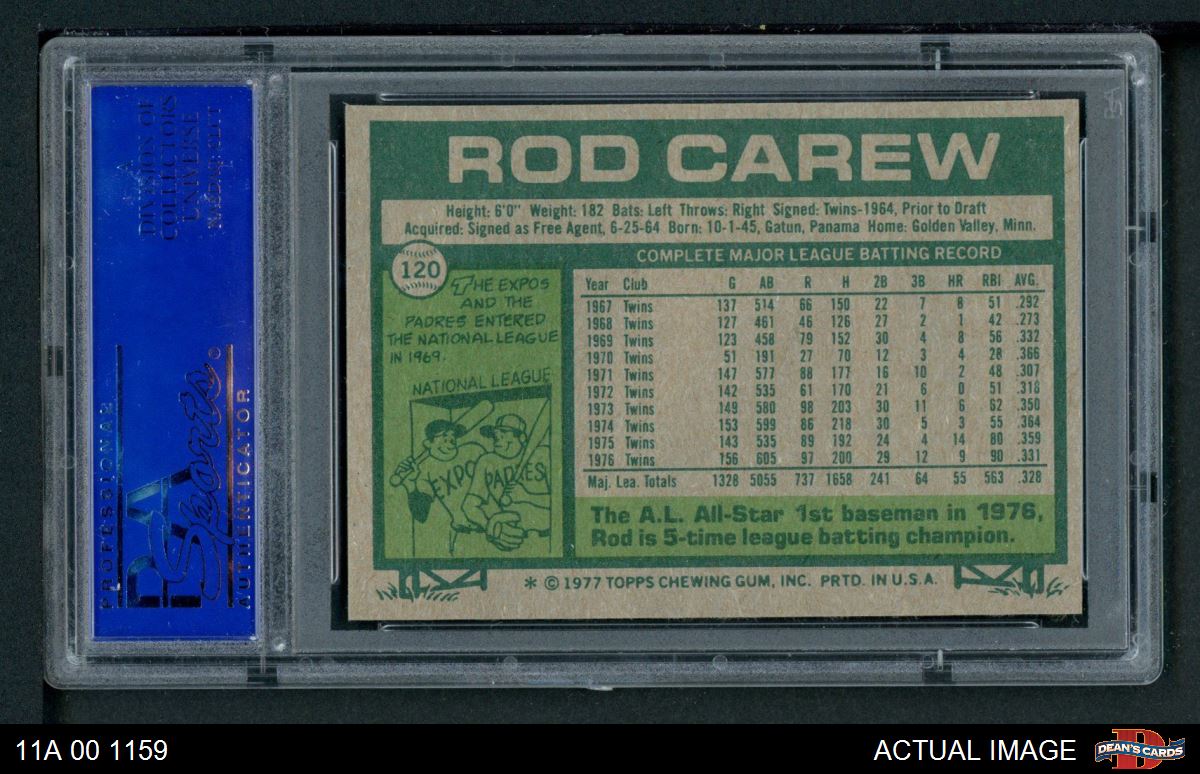 A
DIVISION OF
COLLECTORS
UNIVERSE
PROFESSIONAL
PSA
Sports
AUTHENTICATOR
ROD CAREW
Height: 6'0" Weight: 182 Bats: Left Throws: Right Signed: Twins-1964, Prior to Draft
Acquired: Signed as Free Agent, 6-25-64 Born: 10-1-45, Gatun, Panama Home: Golden Valley, Minn.
120
THE EXPOS
AND THE
PADRES ENTERED
THE NATIONAL LEAGUE
IN 1969.
NATIONAL LEAGUE
EXPO
PADRES
COMPLETE MAJOR LEAGUE BATTING RECORD
Year Club G AB R H 2B 3B HR RBI AVG.
1967 Twins 137 514 66 150 22 7 8 51 .292
1968 Twins 127 461 46 126 27 2 1 42 .273
1969 Twins 123 458 79 152 30 4 8 56 .332
1970 Twins 51 191 27 70 12 3 4 28 .366
1971 Twins 147 577 88 177 16 10 2 48 .307
1972 Twins 142 535 61 170 21 6 0 51 .318
1973 Twins 149 580 98 203 30 11 6 62 .350
1974 Twins 153 599 86 218 30 5 3 55 .364
1975 Twins 143 535 89 192 24 4 14 80 .359
1976 Twins 156 605 97 200 29 12 9 90 .331
Maj. Lea. Totals 1328 5055 737 1658 241 64 55 563 .328
The A.L. All-Star 1st baseman in 1976,
Rod is 5-time league batting champion.
* © 1977 TOPPS CHEWING GUM, INC. PRTD. IN U.S.A.
11A 00 1159
ACTUAL IMAGE
DEAN'S CARDS